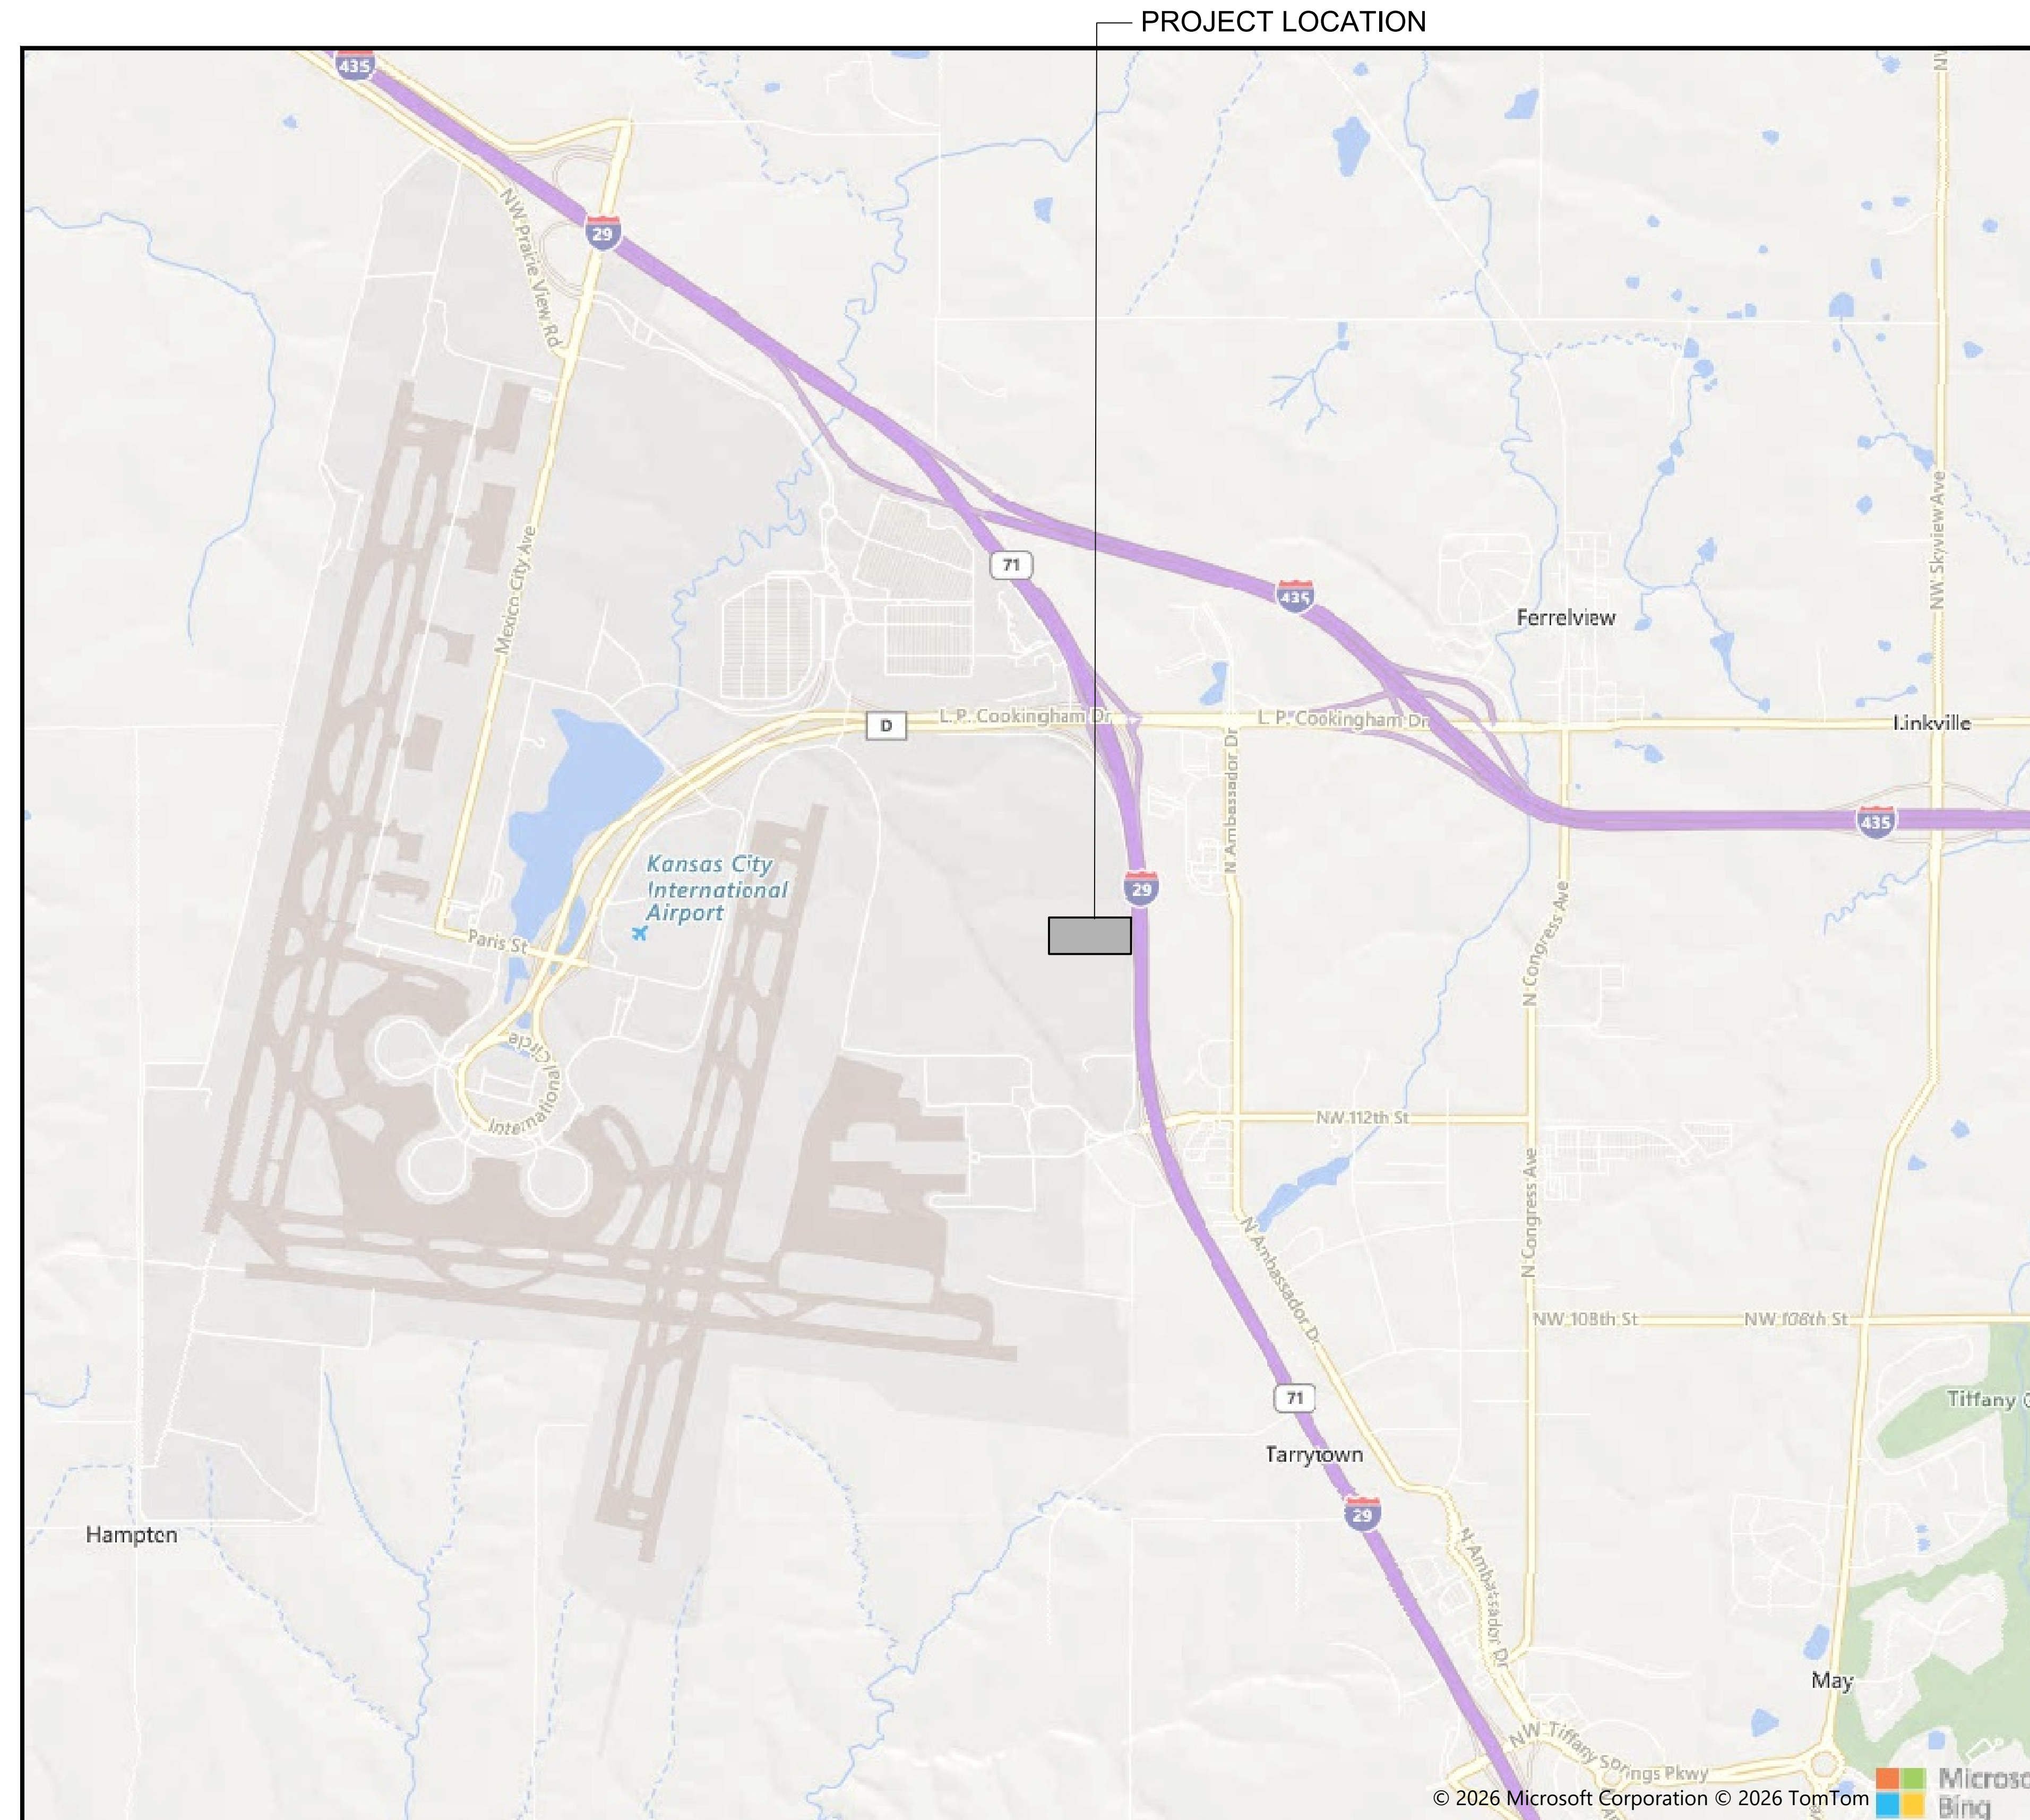 PROJECT LOCATION
435
29
NW Prairie View Rd
Mexico City Ave
NW Skyview Ave
71
435
Ferrelview
L. P. Cookingham Dr
L. P. Cookingham Dr
D
Linkville
N Ambassador Dr
435
Kansas City
International
Airport
29
Paris St
N Congress Ave
International Circle
NW 112th St
N Congress Ave
N Ambassador Dr
NW 108th St
NW 108th St
71
Tiffany
Tarrytown
29
Hampton
N Ambassador Dr
May
NW Tiffany Springs Pkwy
© 2026 Microsoft Corporation © 2026 TomTom
Microso
Bing